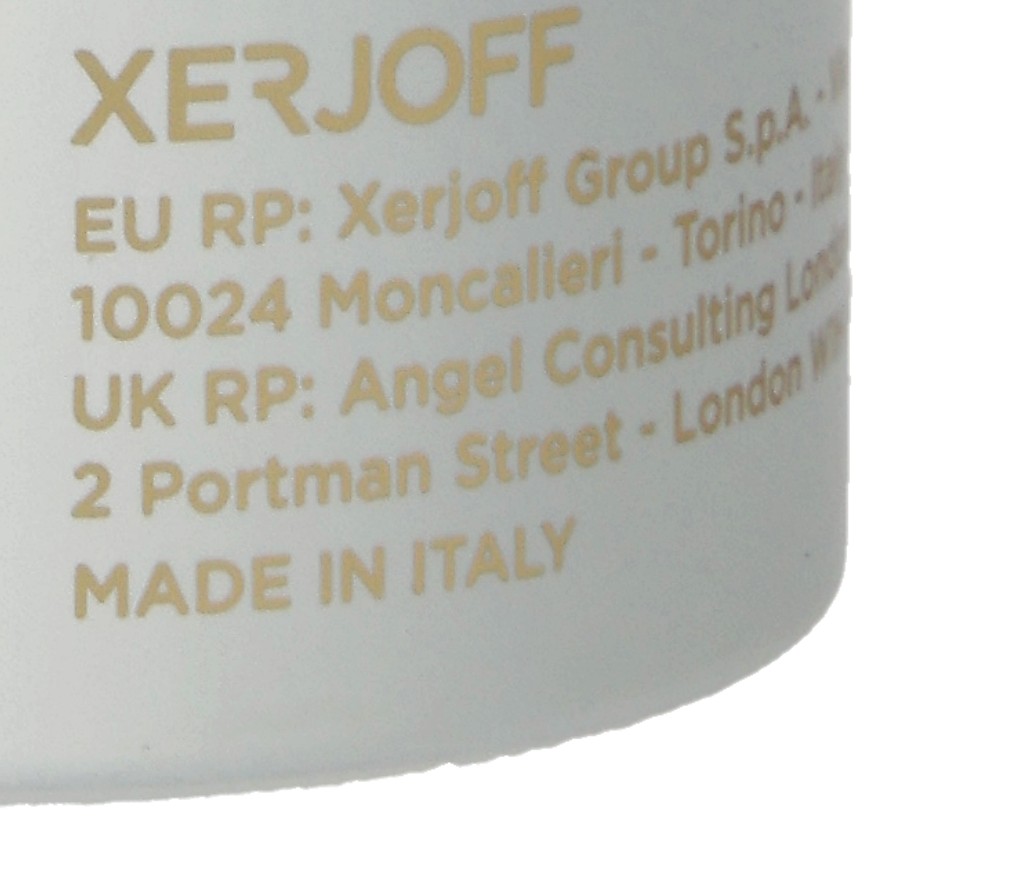 XERJOFF
EU RP: Xerjoff Group S.p.A. -
10024 Moncalieri - Torino -
UK RP: Angel Consulting
2 Portman Street - London
MADE IN ITALY